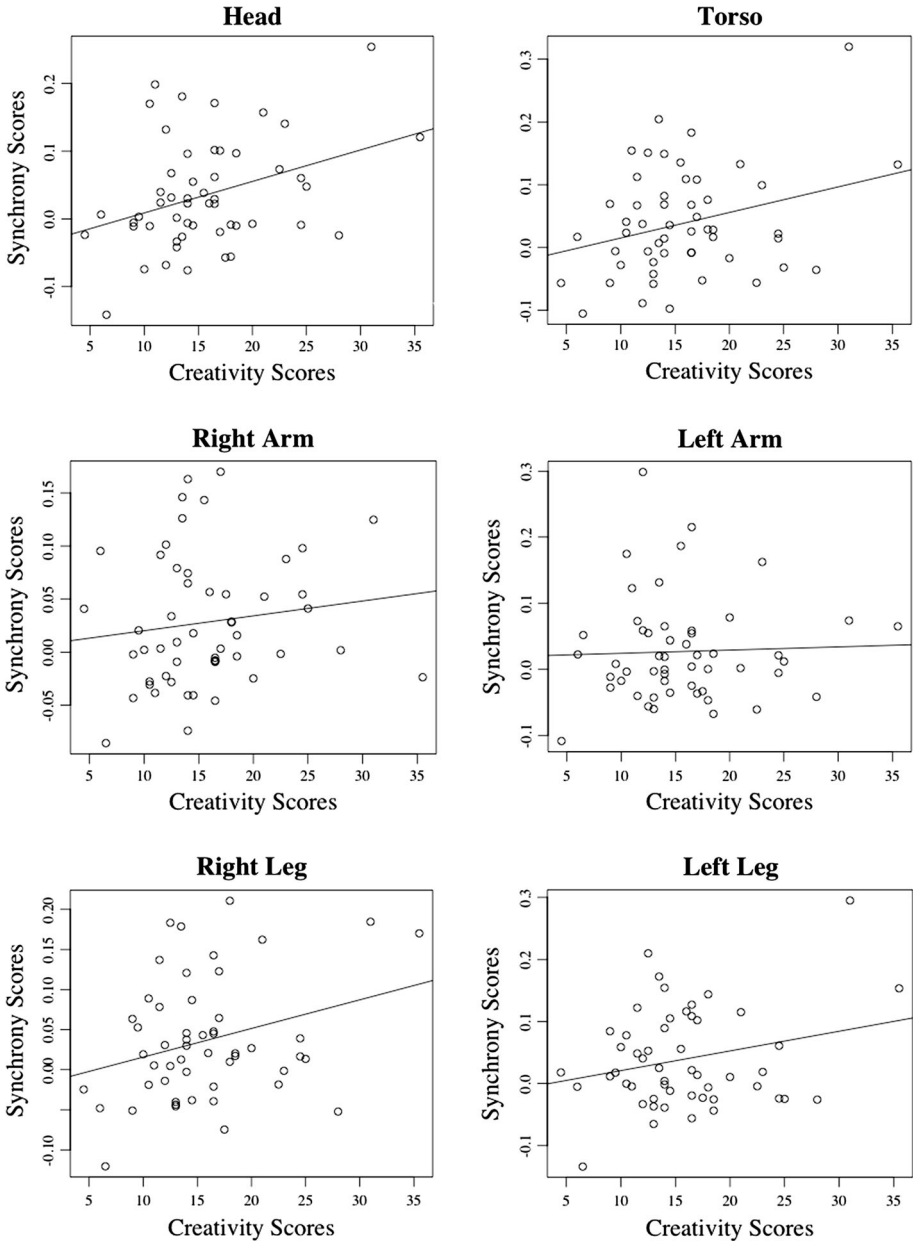 Head
Synchrony Scores
-0.1 0.0 0.1 0.2
5 10 15 20 25 30 35
Creativity Scores
Torso
Synchrony Scores
-0.1 0.0 0.1 0.2 0.3
5 10 15 20 25 30 35
Creativity Scores
Right Arm
Synchrony Scores
-0.05 0.00 0.05 0.10 0.15
5 10 15 20 25 30 35
Creativity Scores
Left Arm
Synchrony Scores
-0.1 0.0 0.1 0.2 0.3
5 10 15 20 25 30 35
Creativity Scores
Right Leg
Synchrony Scores
-0.10 0.00 0.05 0.10 0.15 0.20
5 10 15 20 25 30 35
Creativity Scores
Left Leg
Synchrony Scores
-0.1 0.0 0.1 0.2 0.3
5 10 15 20 25 30 35
Creativity Scores